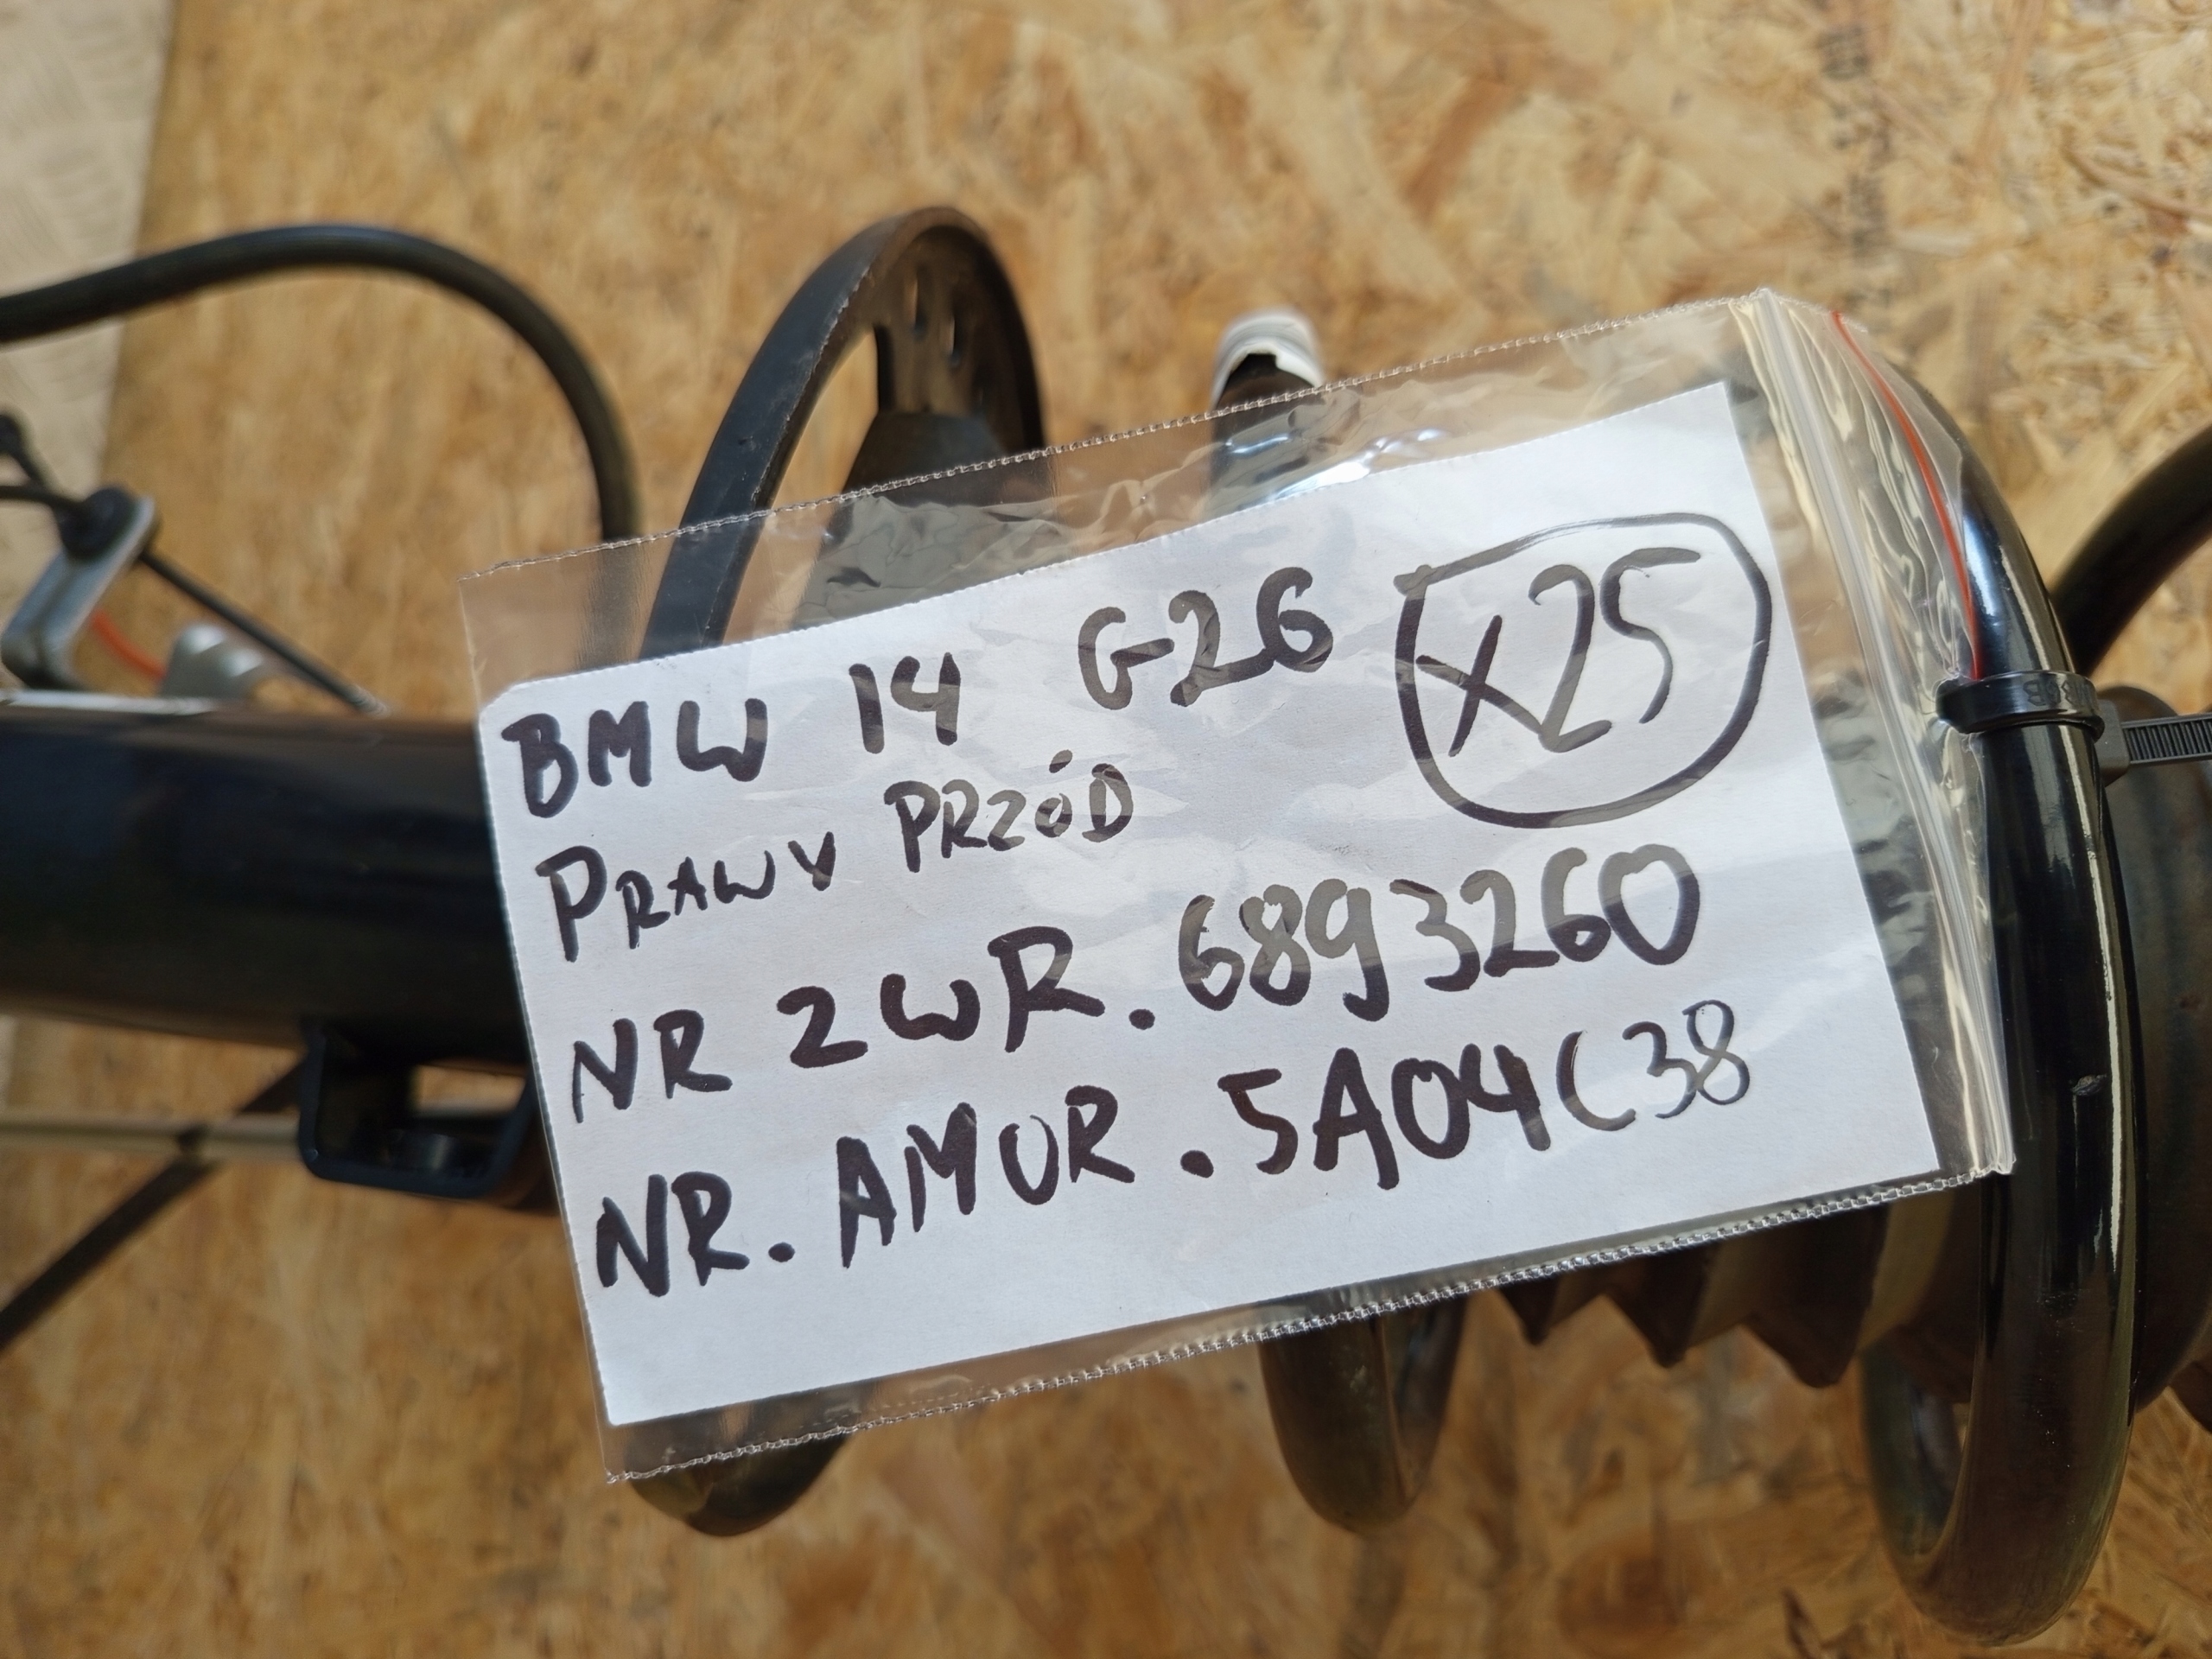 BMW I4 G26 X25
PRAWY PRZÓD
NR ZWR. 6893260
NR. AMOR. 5A04C38